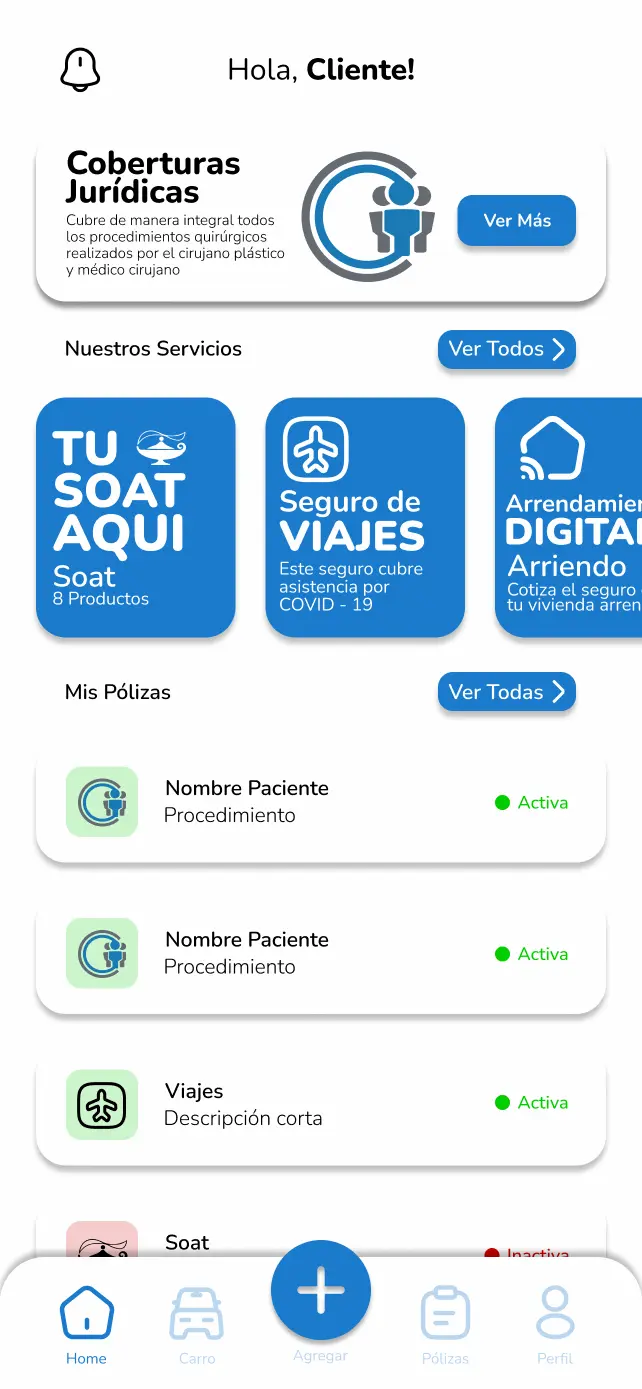 Hola, Cliente!
Coberturas
Jurídicas
Cubre de manera integral todos
los procedimientos quirúrgicos
realizados por el cirujano plástico
y médico cirujano
Ver Más
Nuestros Servicios
Ver Todos
TU
SOAT
AQUI
Soat
8 Productos
Seguro de
VIAJES
Este seguro cubre
asistencia por
COVID - 19
Arrendamien
DIGITAL
Arriendo
Cotiza el seguro
tu vivienda arren
Mis Pólizas
Ver Todas
Nombre Paciente
Procedimiento
Activa
Nombre Paciente
Procedimiento
Activa
Viajes
Descripción corta
Activa
Soat
Inactiva
Home
Carro
Agregar
Pólizas
Perfil